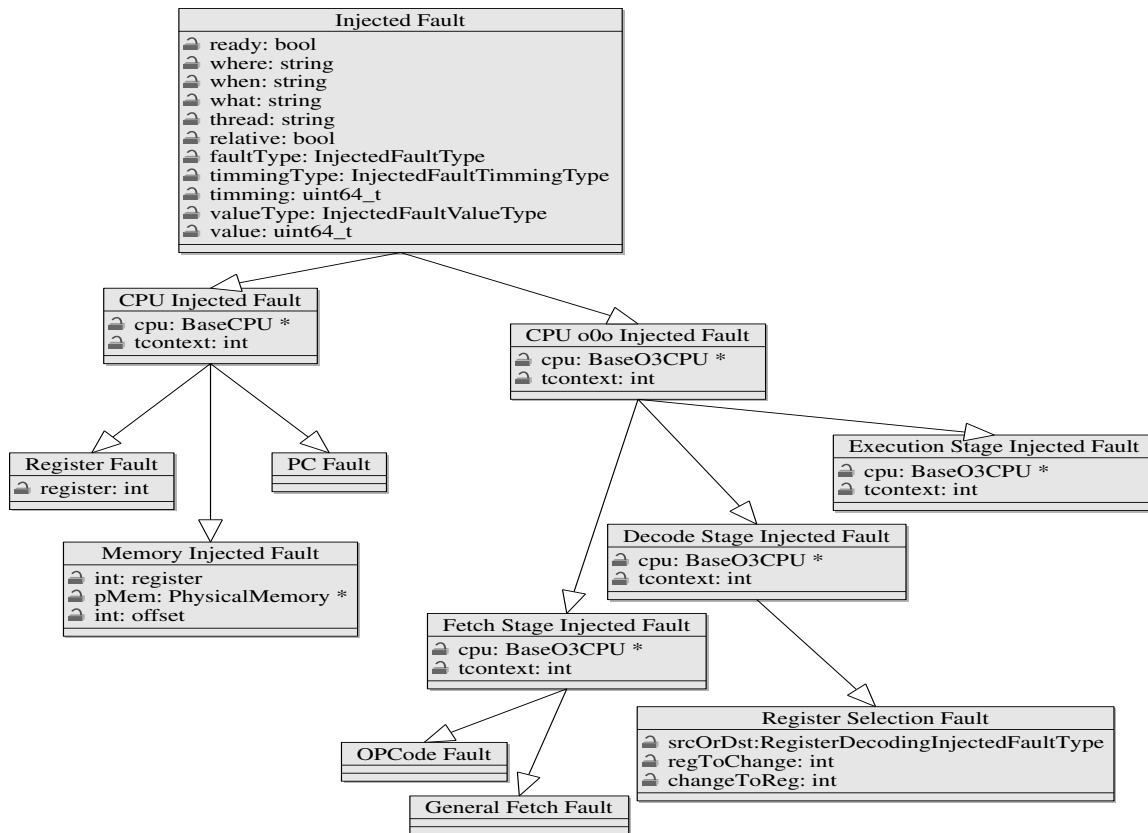 Injected Fault
ready: bool
where: string
when: string
what: string
thread: string
relative: bool
faultType: InjectedFaultType
timmingType: InjectedFaultTimmingType
timming: uint64_t
valueType: InjectedFaultValueType
value: uint64_t
CPU Injected Fault
cpu: BaseCPU *
tcontext: int
CPU o0o Injected Fault
cpu: BaseO3CPU *
tcontext: int
Register Fault
register: int
PC Fault
Execution Stage Injected Fault
cpu: BaseO3CPU *
tcontext: int
Memory Injected Fault
int: register
pMem: PhysicalMemory *
int: offset
Decode Stage Injected Fault
cpu: BaseO3CPU *
tcontext: int
Fetch Stage Injected Fault
cpu: BaseO3CPU *
tcontext: int
Register Selection Fault
srcOrDst:RegisterDecodingInjectedFaultType
regToChange: int
changeToReg: int
OPCode Fault
General Fetch Fault